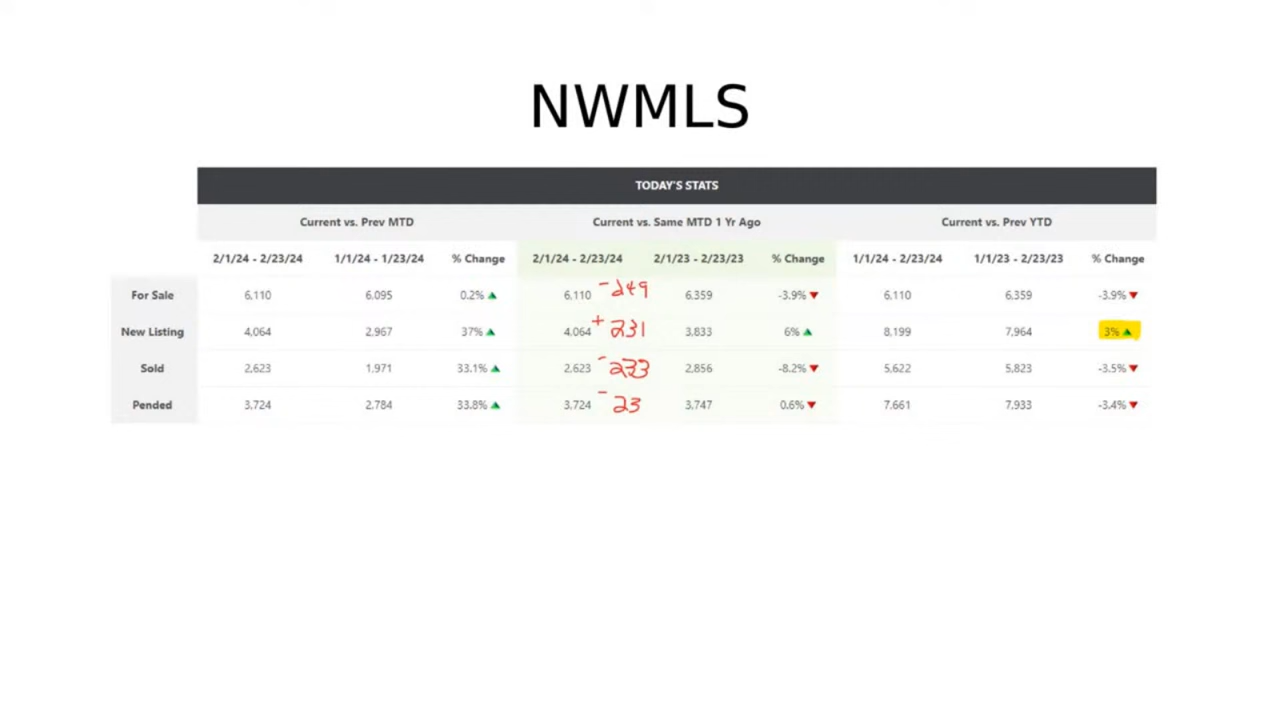 NWMLS
TODAY'S STATS
Current vs. Prev MTD Current vs. Same MTD 1 Yr Ago Current vs. Prev YTD
2/1/24 - 2/23/24 1/1/24 - 1/23/24 % Change 2/1/24 - 2/23/24 2/1/23 - 2/23/23 % Change 1/1/24 - 2/23/24 1/1/23 - 2/23/23 % Change
For Sale 6,110 6,095 0.2% ▲ 6,110 -249 6,359 -3.9% ▼ 6,110 6,359 -3.9% ▼
New Listing 4,064 2,967 37% ▲ 4,064 +231 3,833 6% ▲ 8,199 7,964 3% ▲
Sold 2,623 1,971 33.1% ▲ 2,623 -233 2,856 -8.2% ▼ 5,622 5,823 -3.5% ▼
Pended 3,724 2,784 33.8% ▲ 3,724 -23 3,747 0.6% ▼ 7,661 7,933 -3.4% ▼